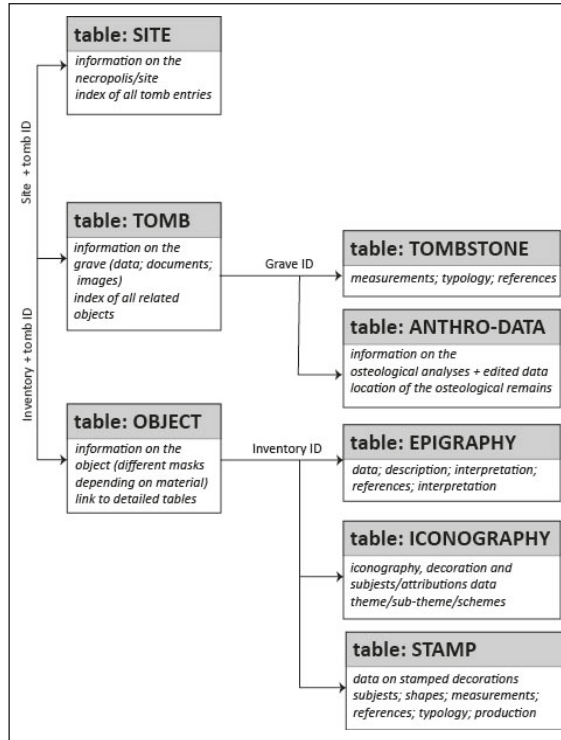 table: SITE
information on the
necropolis/site
index of all tomb entries
Site + tomb ID
table: TOMB
information on the
grave (data; documents;
images)
index of all related
objects
Grave ID
table: TOMBSTONE
measurements; typology; references
table: ANTHRO-DATA
information on the
osteological analyses + edited data
location of the osteological remains
Inventory + tomb ID
table: OBJECT
information on the
object (different masks
depending on material)
link to detailed tables
Inventory ID
table: EPIGRAPHY
data; description; interpretation;
references; interpretation
table: ICONOGRAPHY
iconography, decoration and
subjests/attributions data
theme/sub-theme/schemes
table: STAMP
data on stamped decorations
subjects; shapes; measurements;
references; typology; production